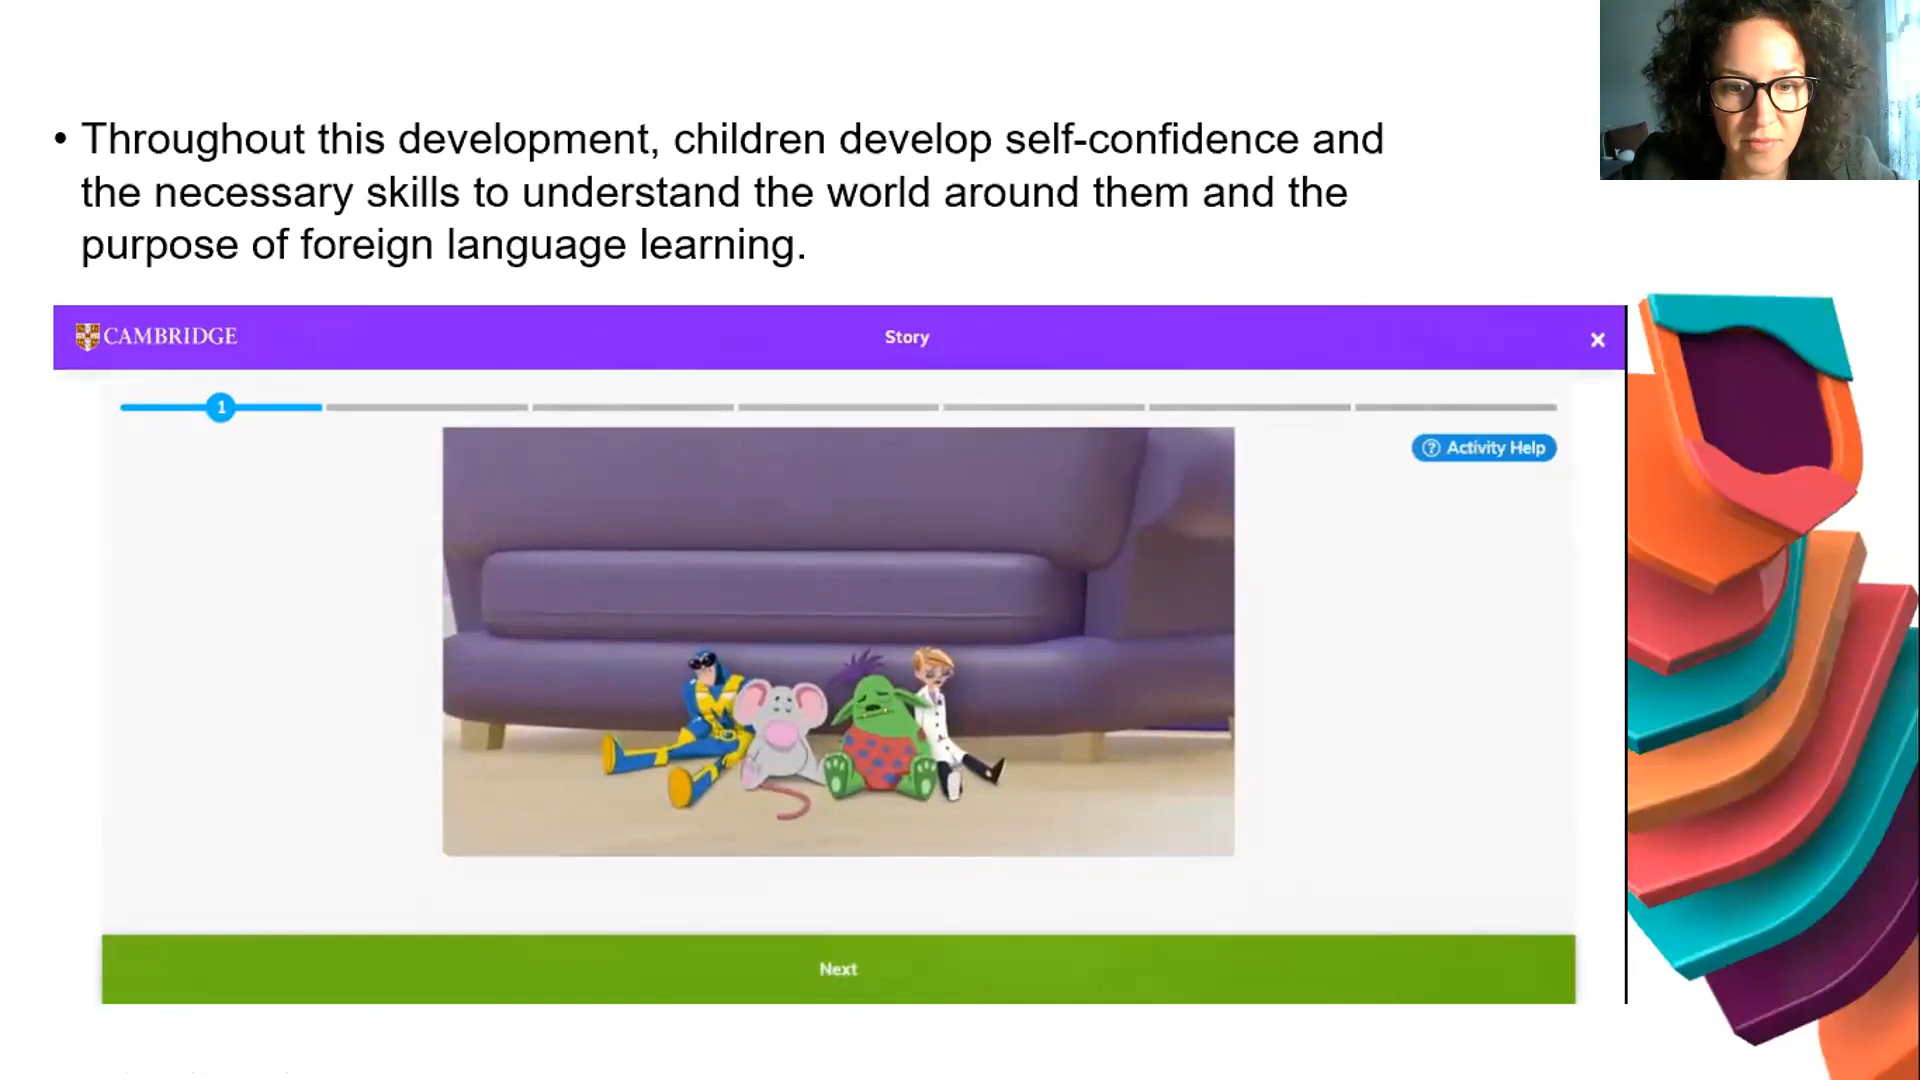 • Throughout this development, children develop self-confidence and
the necessary skills to understand the world around them and the
purpose of foreign language learning.
CAMBRIDGE
Story
×
1
? Activity Help
M
Next